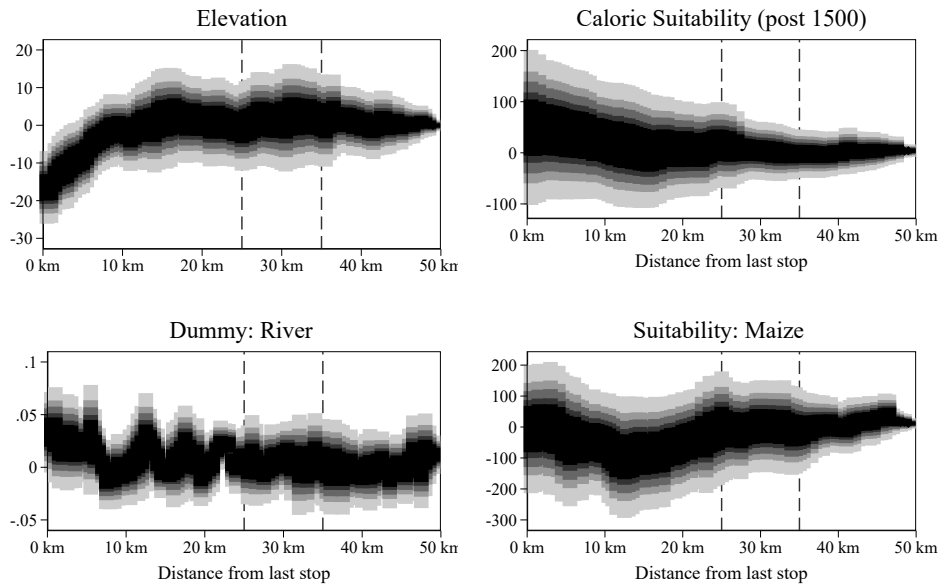 Elevation
20
10
0
-10
-20
-30
0 km 10 km 20 km 30 km 40 km 50 km
Caloric Suitability (post 1500)
200
100
0
-100
0 km 10 km 20 km 30 km 40 km 50 km
Distance from last stop
Dummy: River
.1
.05
0
-.05
0 km 10 km 20 km 30 km 40 km 50 km
Distance from last stop
Suitability: Maize
200
100
0
-100
-200
-300
0 km 10 km 20 km 30 km 40 km 50 km
Distance from last stop